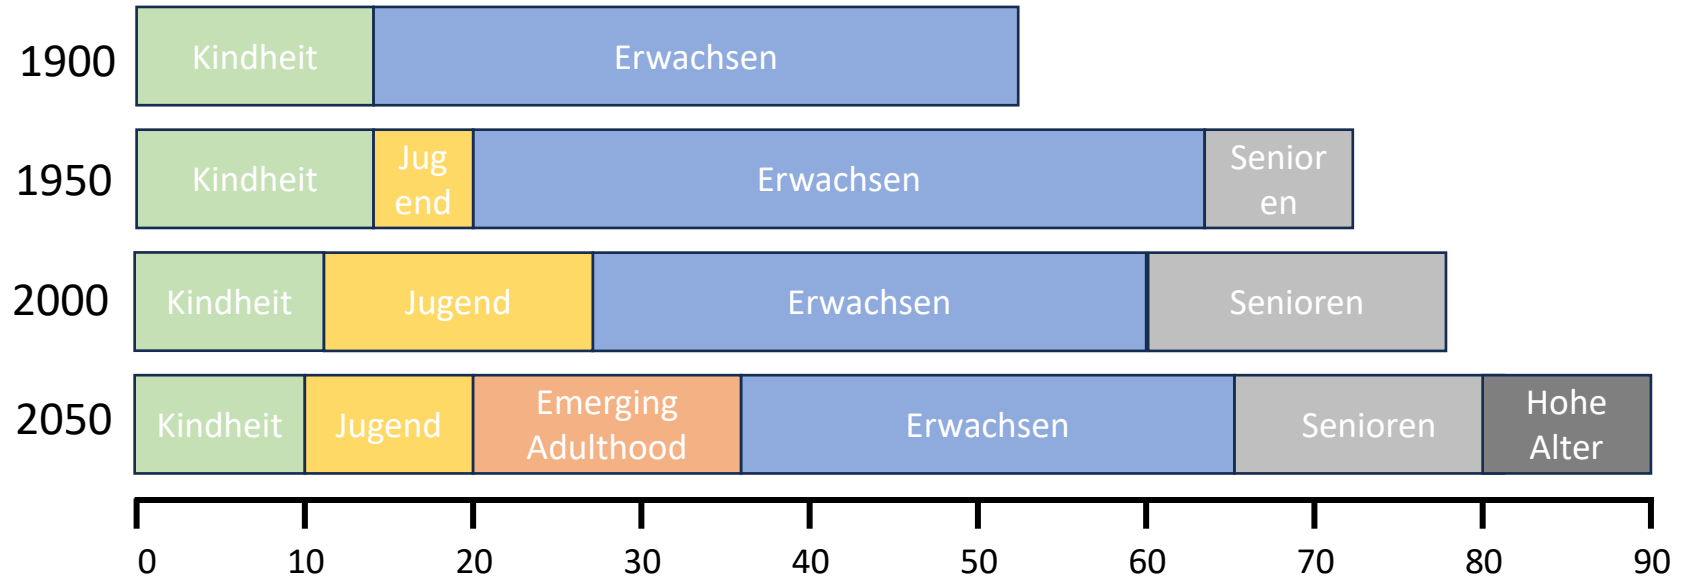 1900
Kindheit
Erwachsen
1950
Kindheit
Jug
end
Erwachsen
Senior
en
2000
Kindheit
Jugend
Erwachsen
Senioren
2050
Kindheit
Jugend
Emerging
Adulthood
Erwachsen
Senioren
Hohe
Alter
0 10 20 30 40 50 60 70 80 90